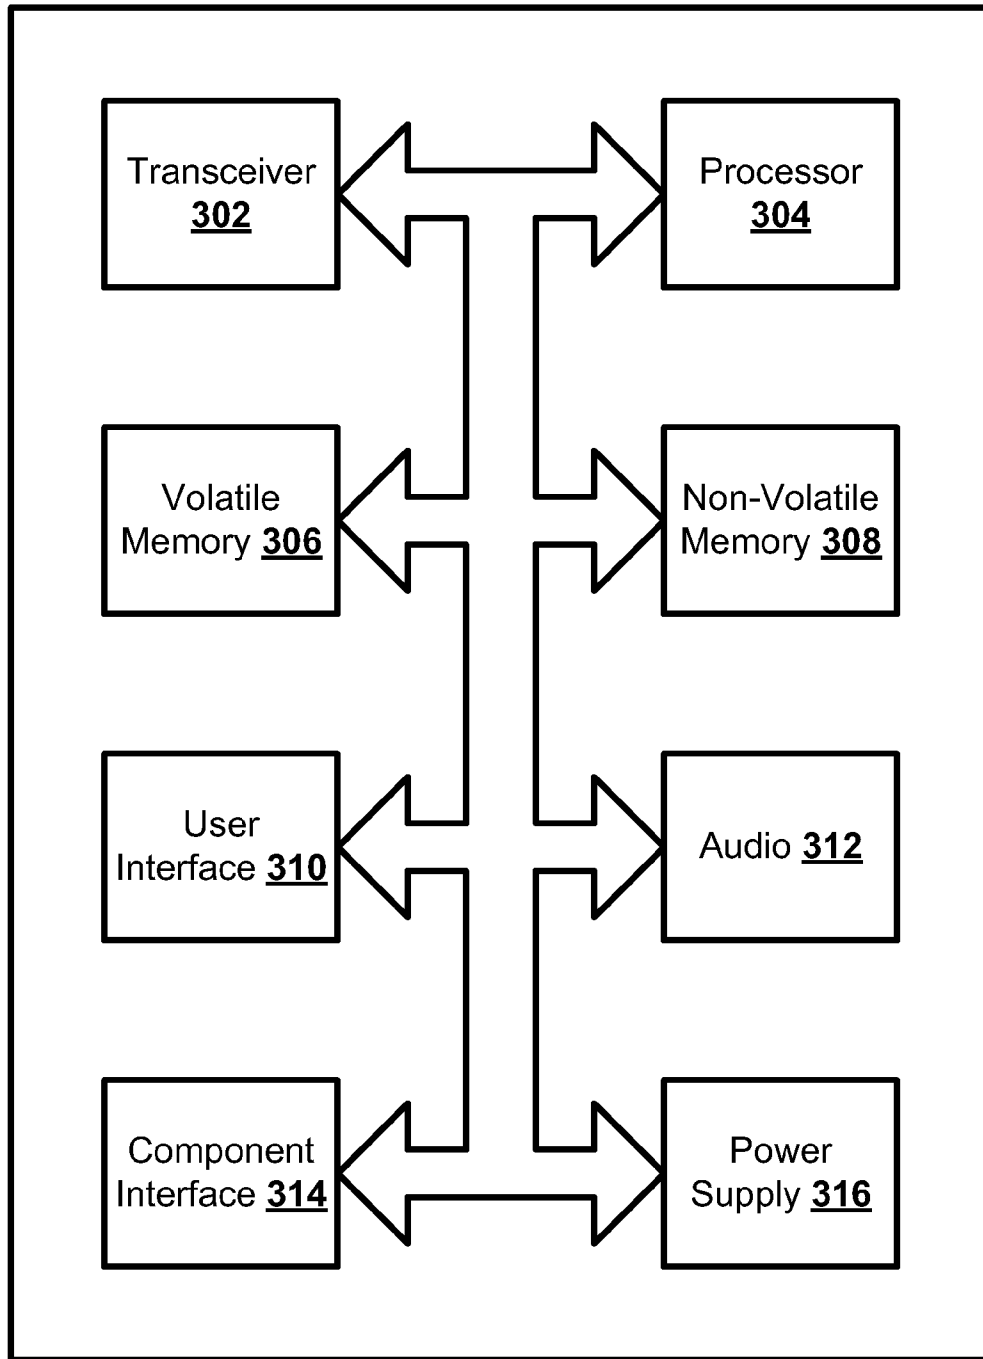 Transceiver
302
Processor
304
Volatile
Memory 306
Non-Volatile
Memory 308
User
Interface 310
Audio 312
Component
Interface 314
Power
Supply 316